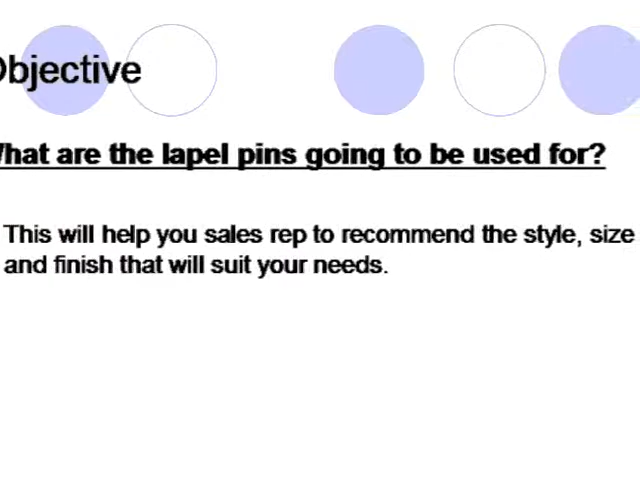 Objective
What are the lapel pins going to be used for?
This will help you sales rep to recommend the style, size
and finish that will suit your needs.